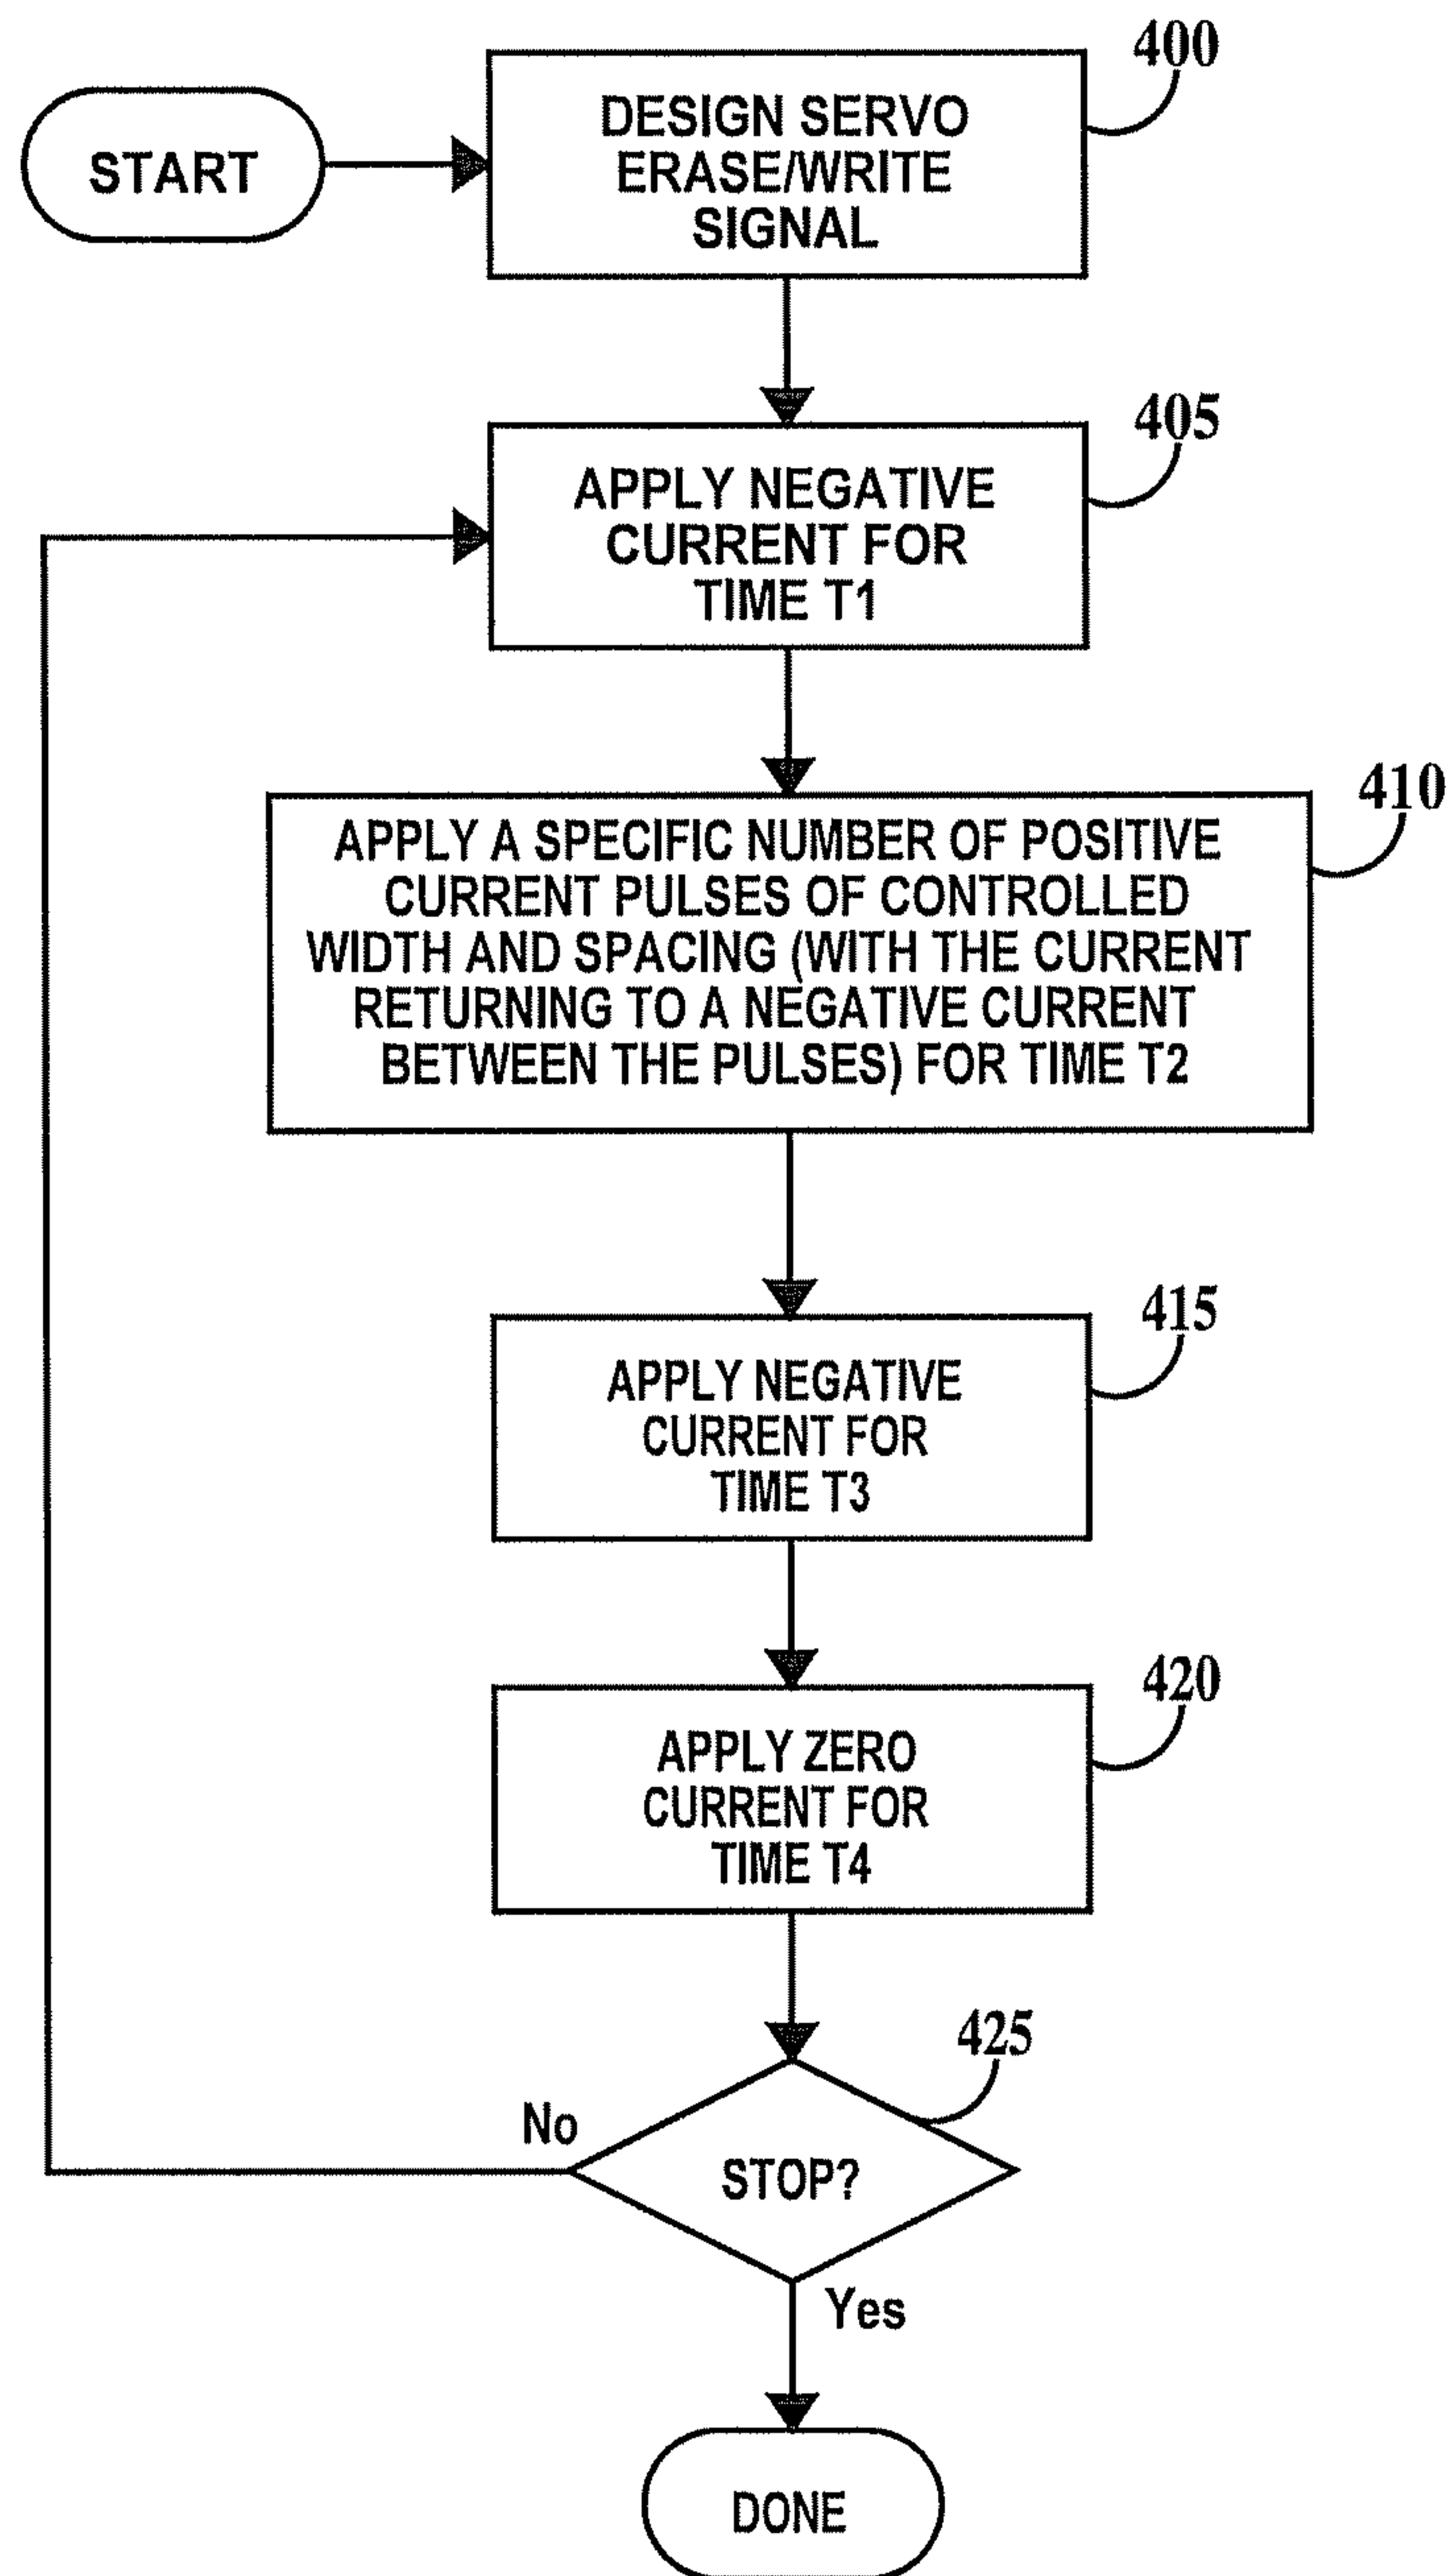 400
START
DESIGN SERVO
ERASE/WRITE
SIGNAL
405
APPLY NEGATIVE
CURRENT FOR
TIME T1
410
APPLY A SPECIFIC NUMBER OF POSITIVE
CURRENT PULSES OF CONTROLLED
WIDTH AND SPACING (WITH THE CURRENT
RETURNING TO A NEGATIVE CURRENT
BETWEEN THE PULSES) FOR TIME T2
415
APPLY NEGATIVE
CURRENT FOR
TIME T3
420
APPLY ZERO
CURRENT FOR
TIME T4
425
No
STOP?
Yes
DONE